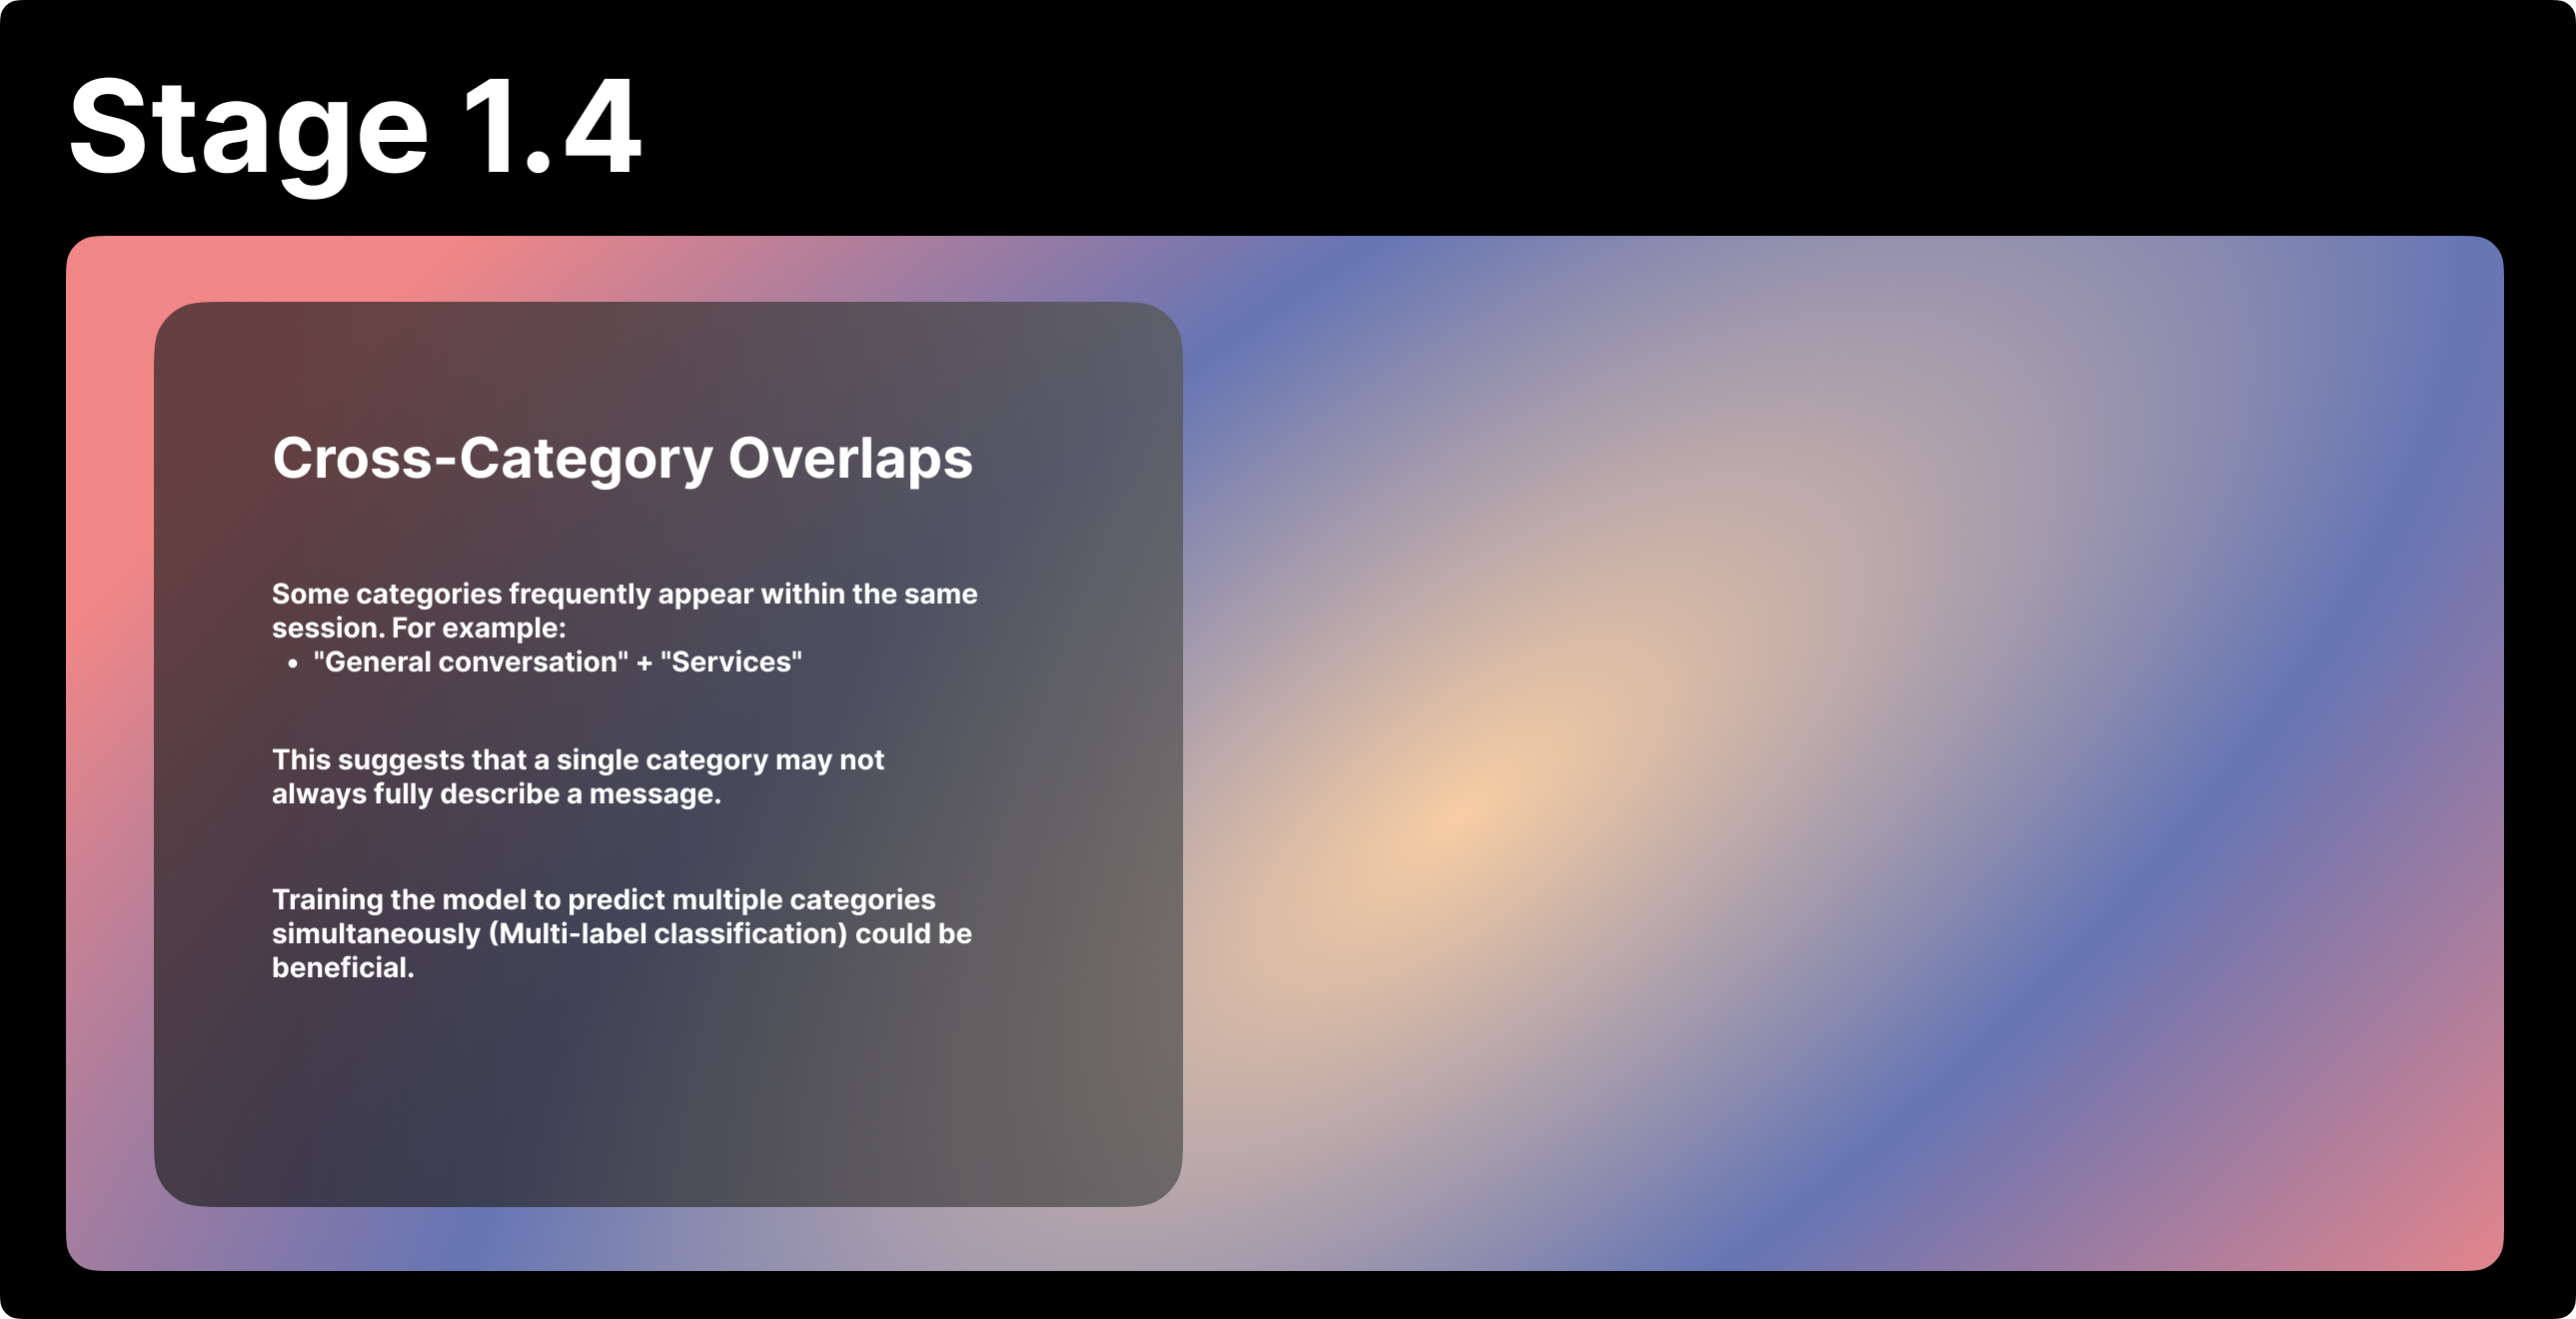 Stage 1.4
Cross-Category Overlaps
Some categories frequently appear within the same
session. For example:
• "General conversation" + "Services"
This suggests that a single category may not
always fully describe a message.
Training the model to predict multiple categories
simultaneously (Multi-label classification) could be
beneficial.